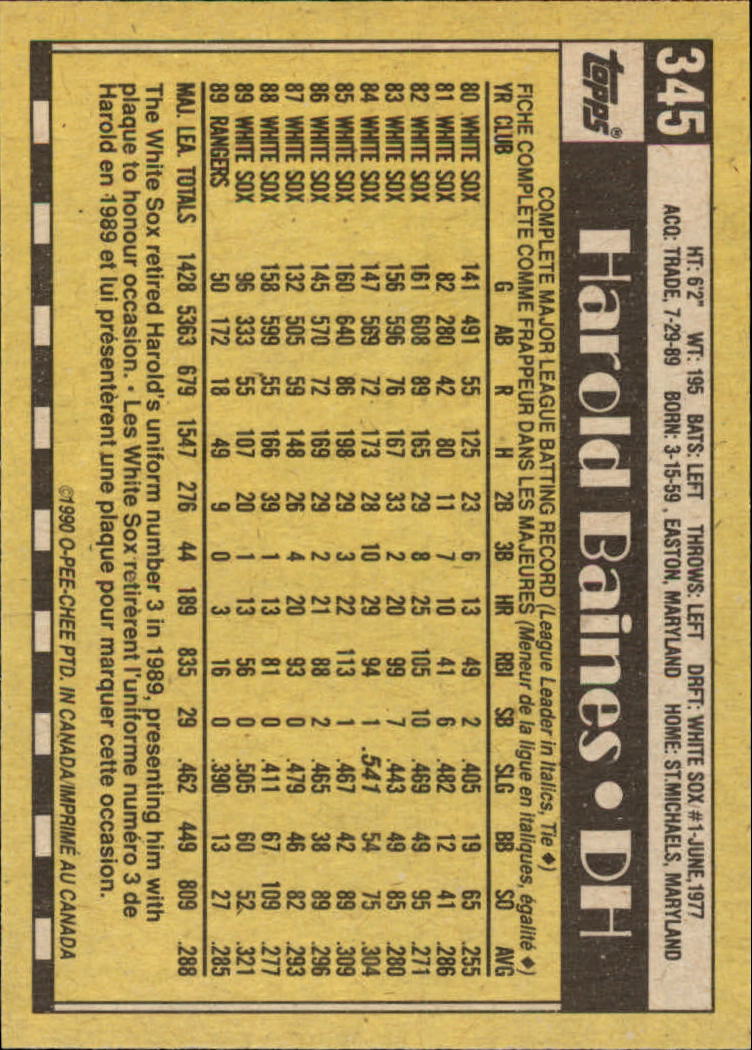 345
HT: 6'2" WT: 195 BATS: LEFT THROWS: LEFT DRFT: WHITE SOX #1-JUNE, 1977
ACQ: TRADE, 7-29-89 BORN: 3-15-59, EASTON, MARYLAND HOME: ST. MICHAELS, MARYLAND
topps®
Harold Baines • DH
COMPLETE MAJOR LEAGUE BATTING RECORD (League Leader in Italics, Tie ♦)
FICHE COMPLETE COMME FRAPPEUR DANS LES MAJEURES (Meneur de la ligue en italiques, égalité ♦)
YR CLUB G AB R H 2B 3B HR RBI SB SLG BB SO AVG
80 WHITE SOX 141 491 55 125 23 6 13 49 2 .405 19 65 .255
81 WHITE SOX 82 280 42 80 11 7 10 41 6 .482 12 41 .286
82 WHITE SOX 161 608 89 165 29 8 25 105 10 .469 49 95 .271
83 WHITE SOX 156 596 76 167 33 2 20 99 7 .443 49 85 .280
84 WHITE SOX 147 569 72 173 28 10 29 94 1 .541 54 75 .304
85 WHITE SOX 160 640 86 198 29 3 22 113 1 .467 42 89 .309
86 WHITE SOX 145 570 72 169 29 2 21 88 2 .465 38 89 .296
87 WHITE SOX 132 505 59 148 26 4 20 93 0 .479 46 82 .293
88 WHITE SOX 158 599 55 166 39 1 13 81 0 .411 67 109 .277
89 WHITE SOX 96 333 55 107 20 1 13 56 0 .505 60 52 .321
89 RANGERS 50 172 18 49 9 0 3 16 0 .390 13 27 .285
MAJ. LEA. TOTALS 1428 5363 679 1547 276 44 189 835 29 .462 449 809 .288
The White Sox retired Harold's uniform number 3 in 1989, presenting him with
plaque to honour occasion. • Les White Sox retirèrent l'uniforme numéro 3 de
Harold en 1989 et lui présentèrent une plaque pour marquer cette occasion.
©1990 O-PEE-CHEE PTD. IN CANADA/IMPRIMÉ AU CANADA